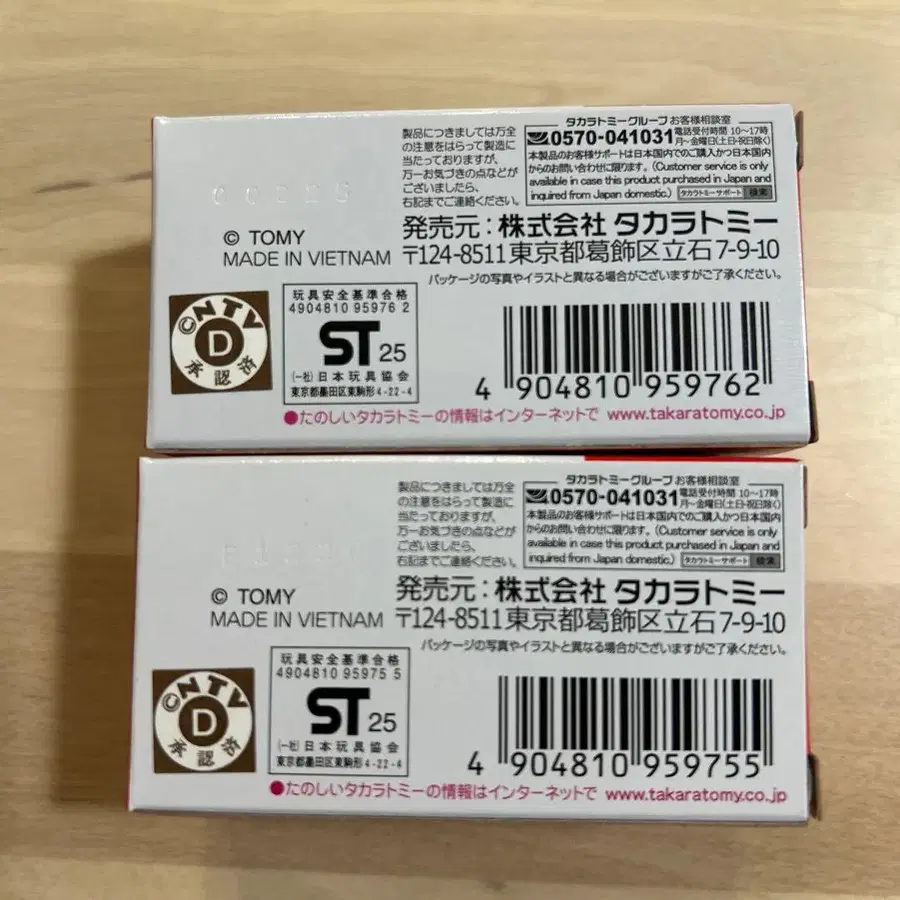 製品につきましては万全
の注意をはらって製造に
当たっておりますが、
万一お気づきの点などが
ございましたら、
右記までご連絡ください。
タカラトミーグループ お客様相談室
0570-041031 電話受付時間 10〜17時
月〜金曜日(土日・祝日除く)
本製品のお客様サポートは日本国内でのご購入かつ日本国内
からのお問い合わせに限ります。(Customer service is only
available in case this product purchased in Japan and
inquired from Japan domestic.) タカラトミーサポート 検索
© TOMY
MADE IN VIETNAM
発売元:株式会社 タカラトミー
〒124-8511 東京都葛飾区立石7-9-10
パッケージの写真やイラストと異なる場合がございますがご了承ください。
©NTV
D
承認済
玩具安全基準合格
4904810 95976 2
ST 25
(一社)日本玩具協会
東京都墨田区東駒形4-22-4
4 904810 959762
●たのしいタカラトミーの情報はインターネットで www.takaratomy.co.jp
製品につきましては万全
の注意をはらって製造に
当たっておりますが、
万一お気づきの点などが
ございましたら、
右記までご連絡ください。
タカラトミーグループ お客様相談室
0570-041031 電話受付時間 10〜17時
月〜金曜日(土日・祝日除く)
本製品のお客様サポートは日本国内でのご購入かつ日本国内
からのお問い合わせに限ります。(Customer service is only
available in case this product purchased in Japan and
inquired from Japan domestic.) タカラトミーサポート 検索
© TOMY
MADE IN VIETNAM
発売元:株式会社 タカラトミー
〒124-8511 東京都葛飾区立石7-9-10
パッケージの写真やイラストと異なる場合がございますがご了承ください。
©NTV
D
承認済
玩具安全基準合格
4904810 95975 5
ST 25
(一社)日本玩具協会
東京都墨田区東駒形4-22-4
4 904810 959755
●たのしいタカラトミーの情報はインターネットで www.takaratomy.co.jp